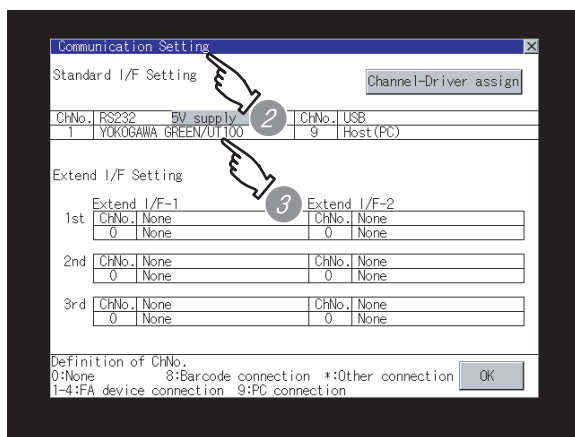 Communication Setting
Standard I/F Setting
Channel-Driver assign
ChNo. RS232 5V supply ChNo. USB
1 YOKOGAWA GREEN/UT100 9 Host(PC)
2
Extend I/F Setting
3
Extend I/F-1 Extend I/F-2
1st ChNo. None ChNo. None
0 None 0 None
2nd ChNo. None ChNo. None
0 None 0 None
3rd ChNo. None ChNo. None
0 None 0 None
Definition of ChNo.
0:None 8:Barcode connection *:Other connection
1-4:FA device connection 9:PC connection
OK